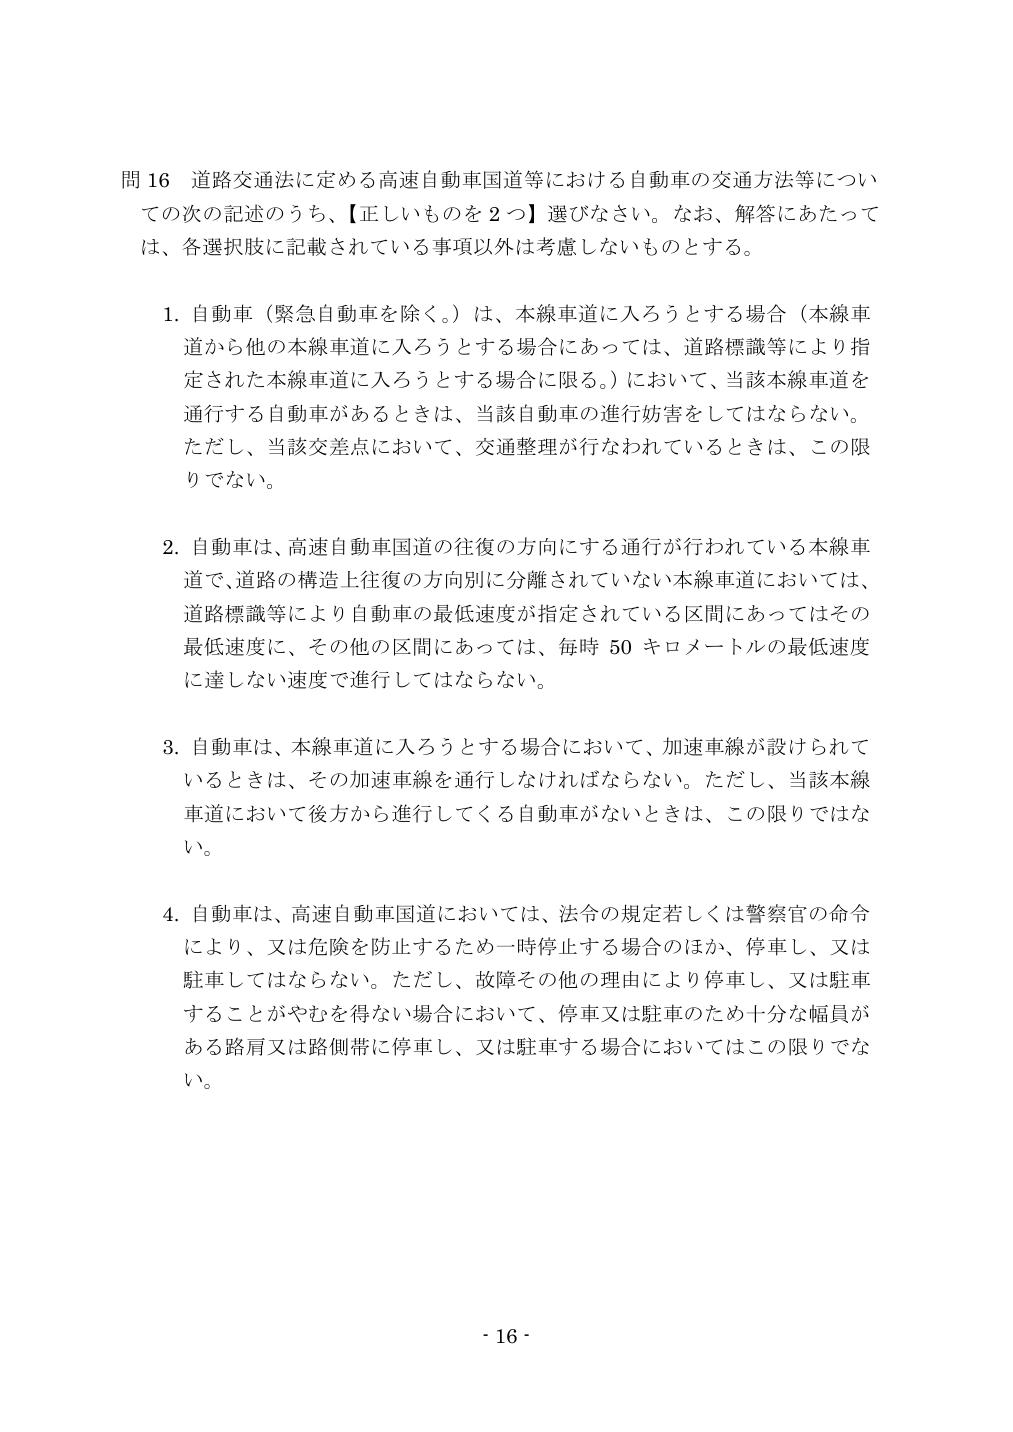 問 16　道路交通法に定める高速自動車国道等における自動車の交通方法等につい
ての次の記述のうち、【正しいものを 2 つ】選びなさい。なお、解答にあたって
は、各選択肢に記載されている事項以外は考慮しないものとする。
1. 自動車（緊急自動車を除く。）は、本線車道に入ろうとする場合（本線車
道から他の本線車道に入ろうとする場合にあっては、道路標識等により指
定された本線車道に入ろうとする場合に限る。）において、当該本線車道を
通行する自動車があるときは、当該自動車の進行妨害をしてはならない。
ただし、当該交差点において、交通整理が行なわれているときは、この限
りでない。
2. 自動車は、高速自動車国道の往復の方向にする通行が行われている本線車
道で、道路の構造上往復の方向別に分離されていない本線車道においては、
道路標識等により自動車の最低速度が指定されている区間にあってはその
最低速度に、その他の区間にあっては、毎時 50 キロメートルの最低速度
に達しない速度で進行してはならない。
3. 自動車は、本線車道に入ろうとする場合において、加速車線が設けられて
いるときは、その加速車線を通行しなければならない。ただし、当該本線
車道において後方から進行してくる自動車がないときは、この限りではな
い。
4. 自動車は、高速自動車国道においては、法令の規定若しくは警察官の命令
により、又は危険を防止するため一時停止する場合のほか、停車し、又は
駐車してはならない。ただし、故障その他の理由により停車し、又は駐車
することがやむを得ない場合において、停車又は駐車のため十分な幅員が
ある路肩又は路側帯に停車し、又は駐車する場合においてはこの限りでな
い。
- 16 -